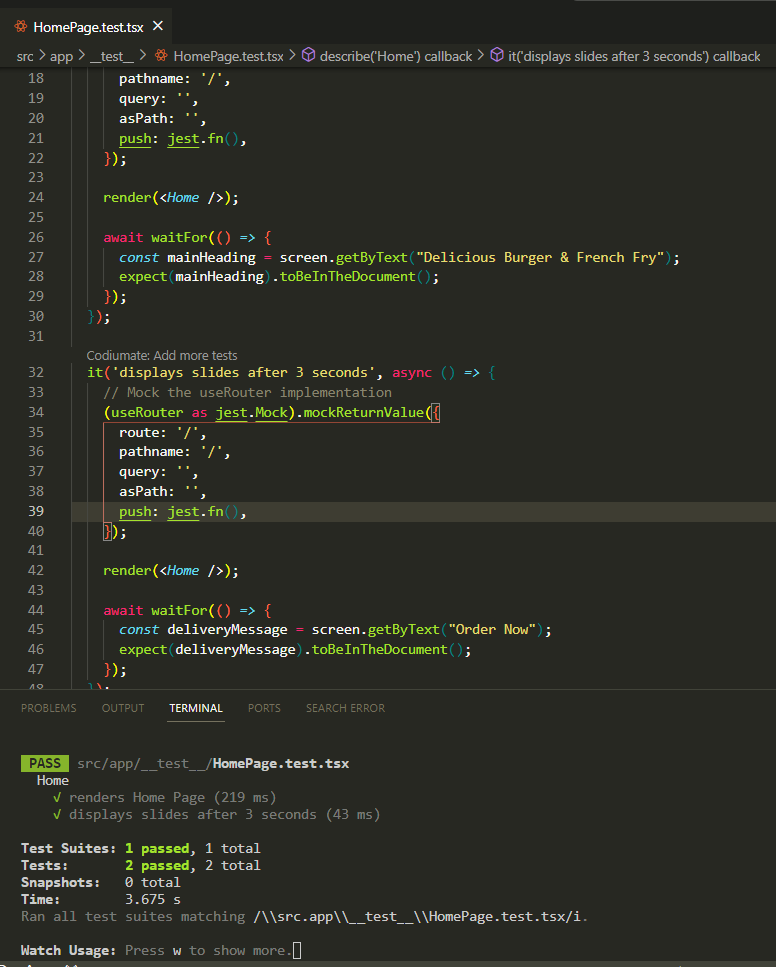 HomePage.test.tsx ×
src > app > __test__ > HomePage.test.tsx > describe('Home') callback > it('displays slides after 3 seconds') callback
18 pathname: '/',
19 query: '',
20 asPath: '',
21 push: jest.fn(),
22 });
23
24 render(<Home />);
25
26 await waitFor(() => {
27 const mainHeading = screen.getByText("Delicious Burger & French Fry");
28 expect(mainHeading).toBeInTheDocument();
29 });
30 });
31
Codiumate: Add more tests
32 it('displays slides after 3 seconds', async () => {
33 // Mock the useRouter implementation
34 (useRouter as jest.Mock).mockReturnValue({
35 route: '/',
36 pathname: '/',
37 query: '',
38 asPath: '',
39 push: jest.fn(),
40 });
41
42 render(<Home />);
43
44 await waitFor(() => {
45 const deliveryMessage = screen.getByText("Order Now");
46 expect(deliveryMessage).toBeInTheDocument();
47 });
48 });
PROBLEMS OUTPUT TERMINAL PORTS SEARCH ERROR
PASS src/app/__test__/HomePage.test.tsx
Home
√ renders Home Page (219 ms)
√ displays slides after 3 seconds (43 ms)
Test Suites: 1 passed, 1 total
Tests: 2 passed, 2 total
Snapshots: 0 total
Time: 3.675 s
Ran all test suites matching /\\src.app\\__test__\\HomePage.test.tsx/i.
Watch Usage: Press w to show more.